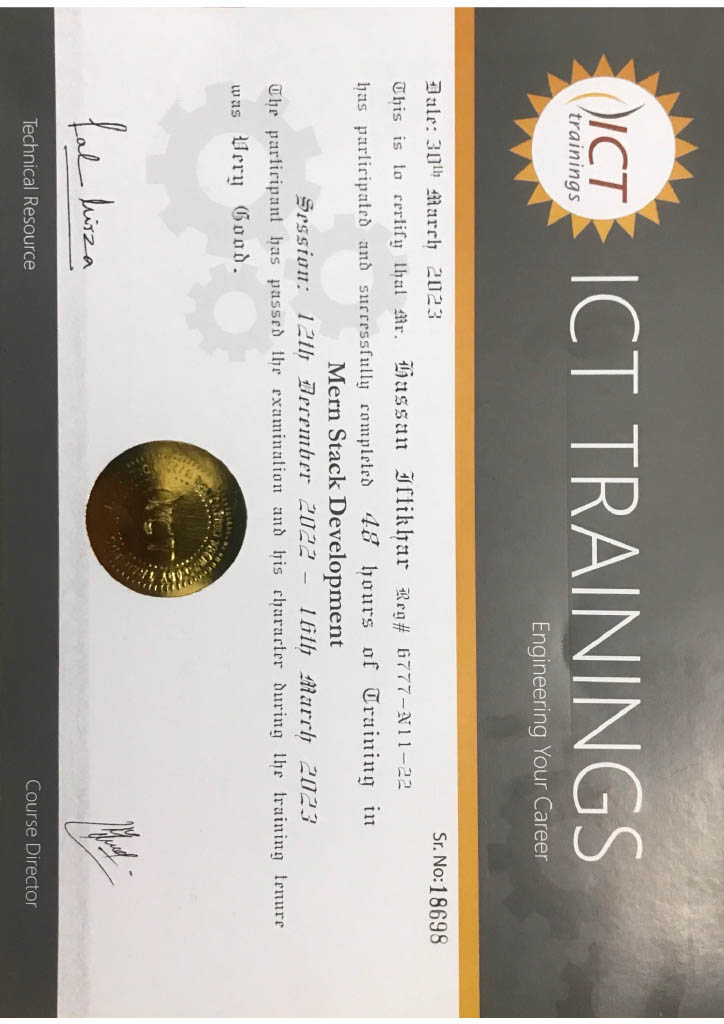 ICT
trainings
ICT TRAININGS
Engineering Your Career
Date: 30th March 2023
Sr. No:18698
This is to certify that Mr. Hassan Iftikhar Reg# 6777-N11-22
has participated and successfully completed 48 hours of Training in
Mern Stack Development
Session: 12th December 2022 - 16th March 2023
The participant has passed the examination and his character during the training tenure
was Very Good.
ICT
Mirza
Technical Resource
Course Director